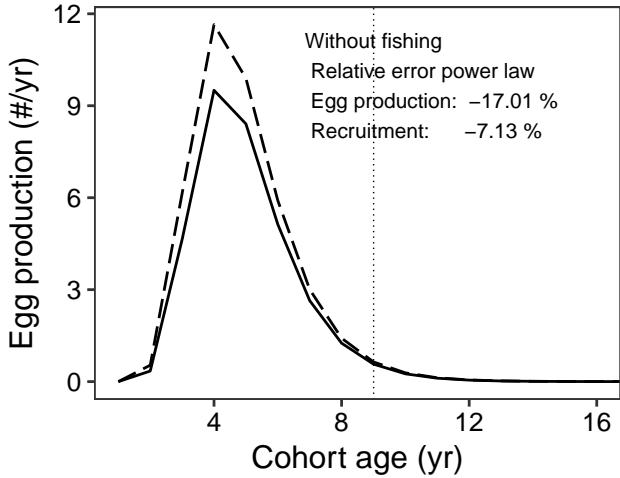 12
9
6
3
0
Egg production (#/yr)
Without fishing
Relative error power law
Egg production: −17.01 %
Recruitment: −7.13 %
4 8 12 16
Cohort age (yr)